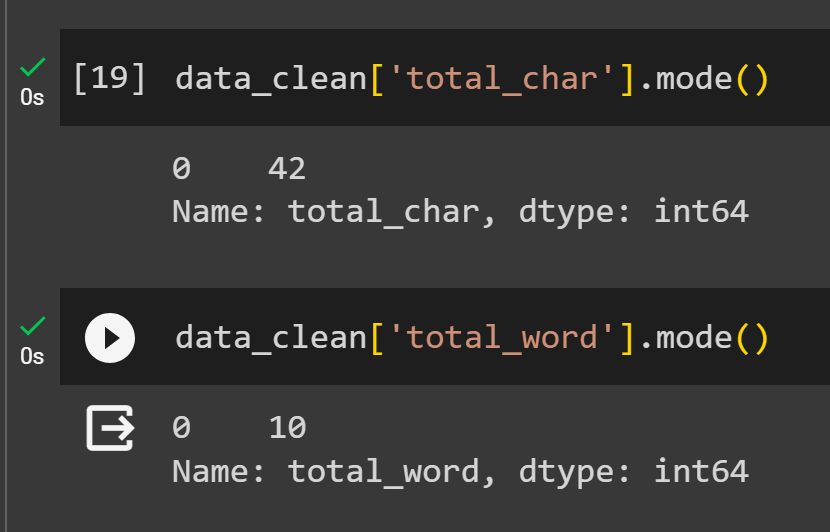 [19] data_clean['total_char'].mode()
0s
0    42
Name: total_char, dtype: int64
data_clean['total_word'].mode()
0s
0    10
Name: total_word, dtype: int64